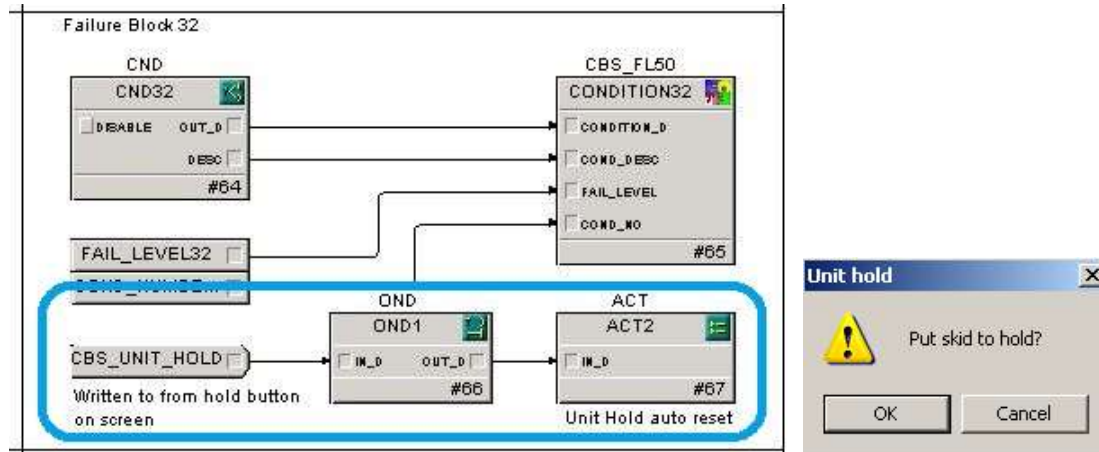 Failure Block 32
CND
CND32
DISABLE OUT_D
DESC
#64
CBS_FL50
CONDITION32
CONDITION_D
COND_DESC
FAIL_LEVEL
COND_NO
#65
FAIL_LEVEL32
OND
OND1
IN_D OUT_D
#66
ACT
ACT2
IN_D
#67
CBS_UNIT_HOLD
Written to from hold button
on screen
Unit Hold auto reset
Unit hold
Put skid to hold?
OK Cancel